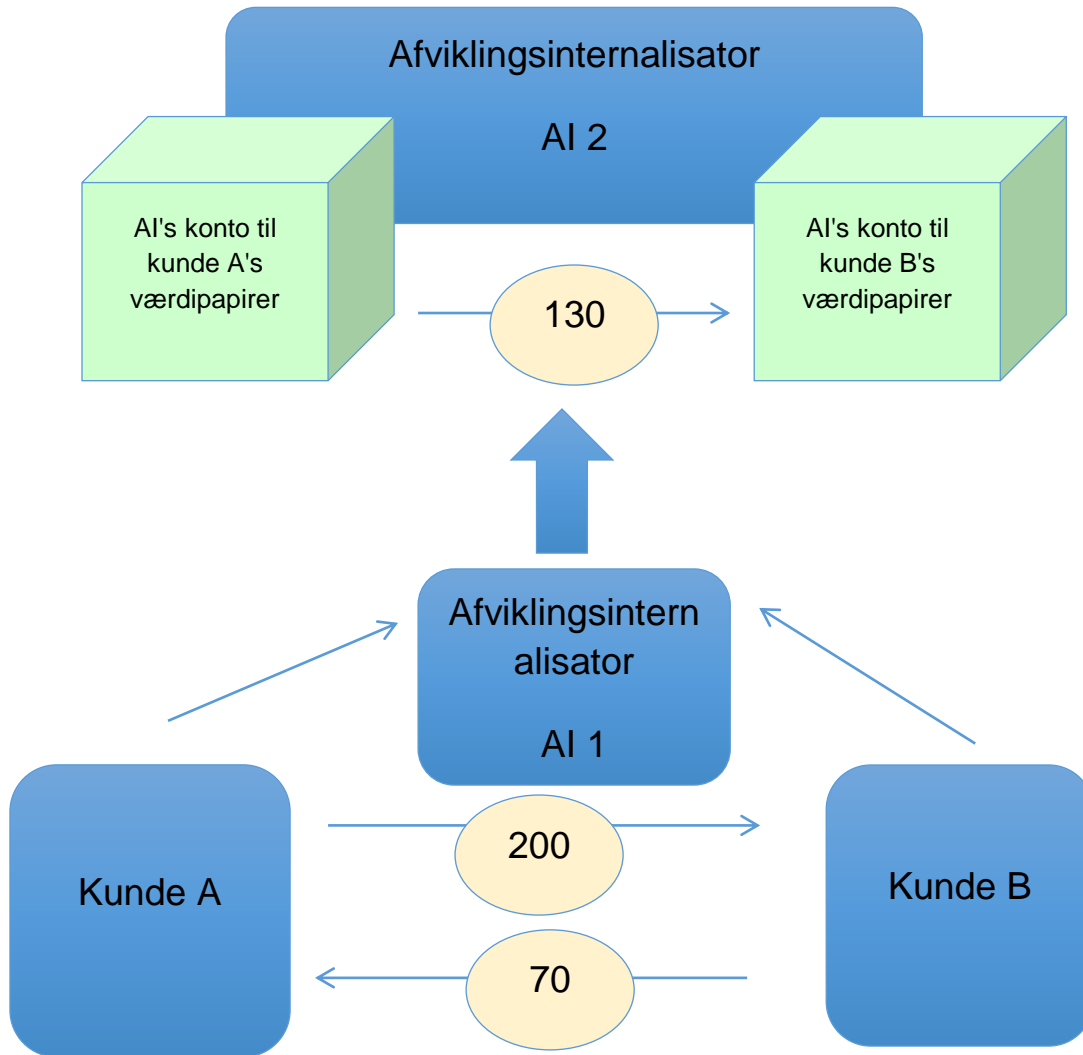 Afviklingsinternalisator
AI 2
AI's konto til
kunde A's
værdipapirer
AI's konto til
kunde B's
værdipapirer
130
Afviklingsintern
alisator
AI 1
200
Kunde A
Kunde B
70